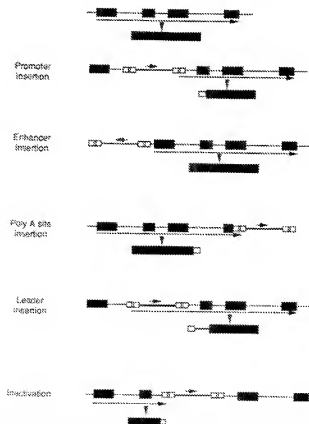 Promoter
insertion
Enhancer
insertion
Poly A site
insertion
Leader
insertion
Inactivation